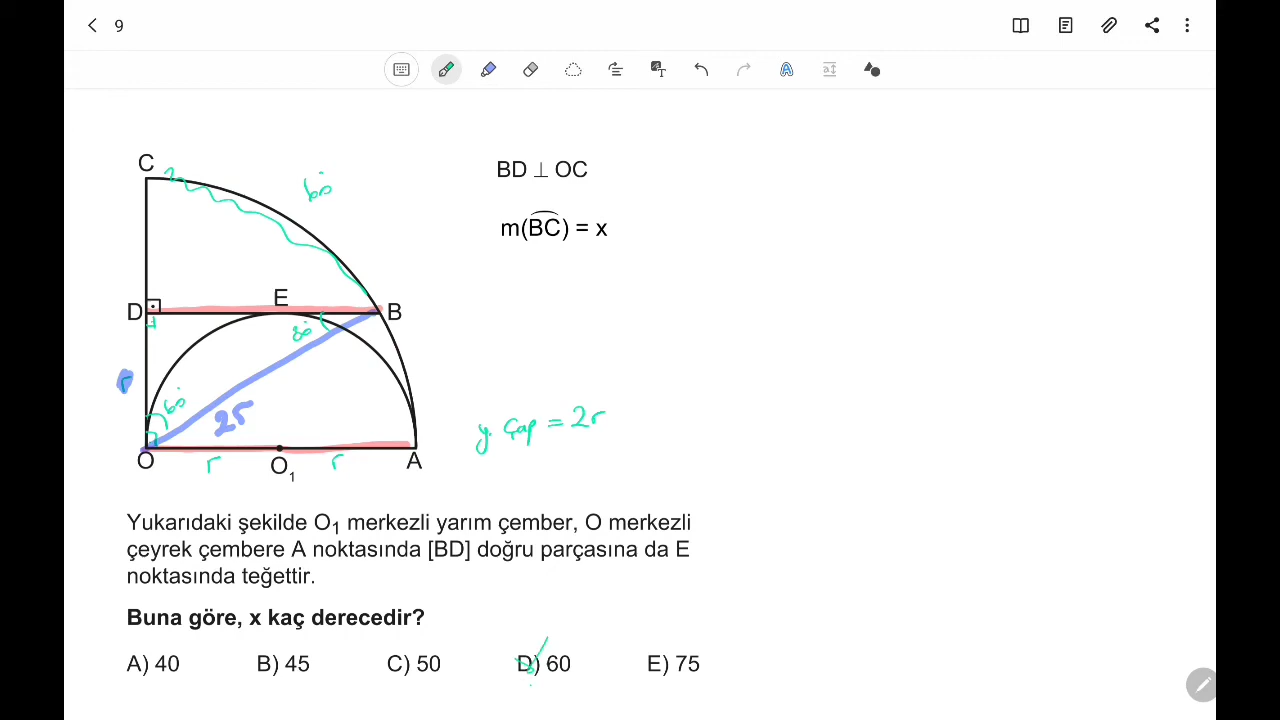 9
C
60°
BD ⊥ OC
m(BC) = x
D
E
B
30°
r
60°
2r
y. Çap = 2r
O
r
O1
r
A
Yukarıdaki şekilde O1 merkezli yarım çember, O merkezli
çeyrek çembere A noktasında [BD] doğru parçasına da E
noktasında teğettir.
Buna göre, x kaç derecedir?
A) 40 B) 45 C) 50 D) 60 E) 75